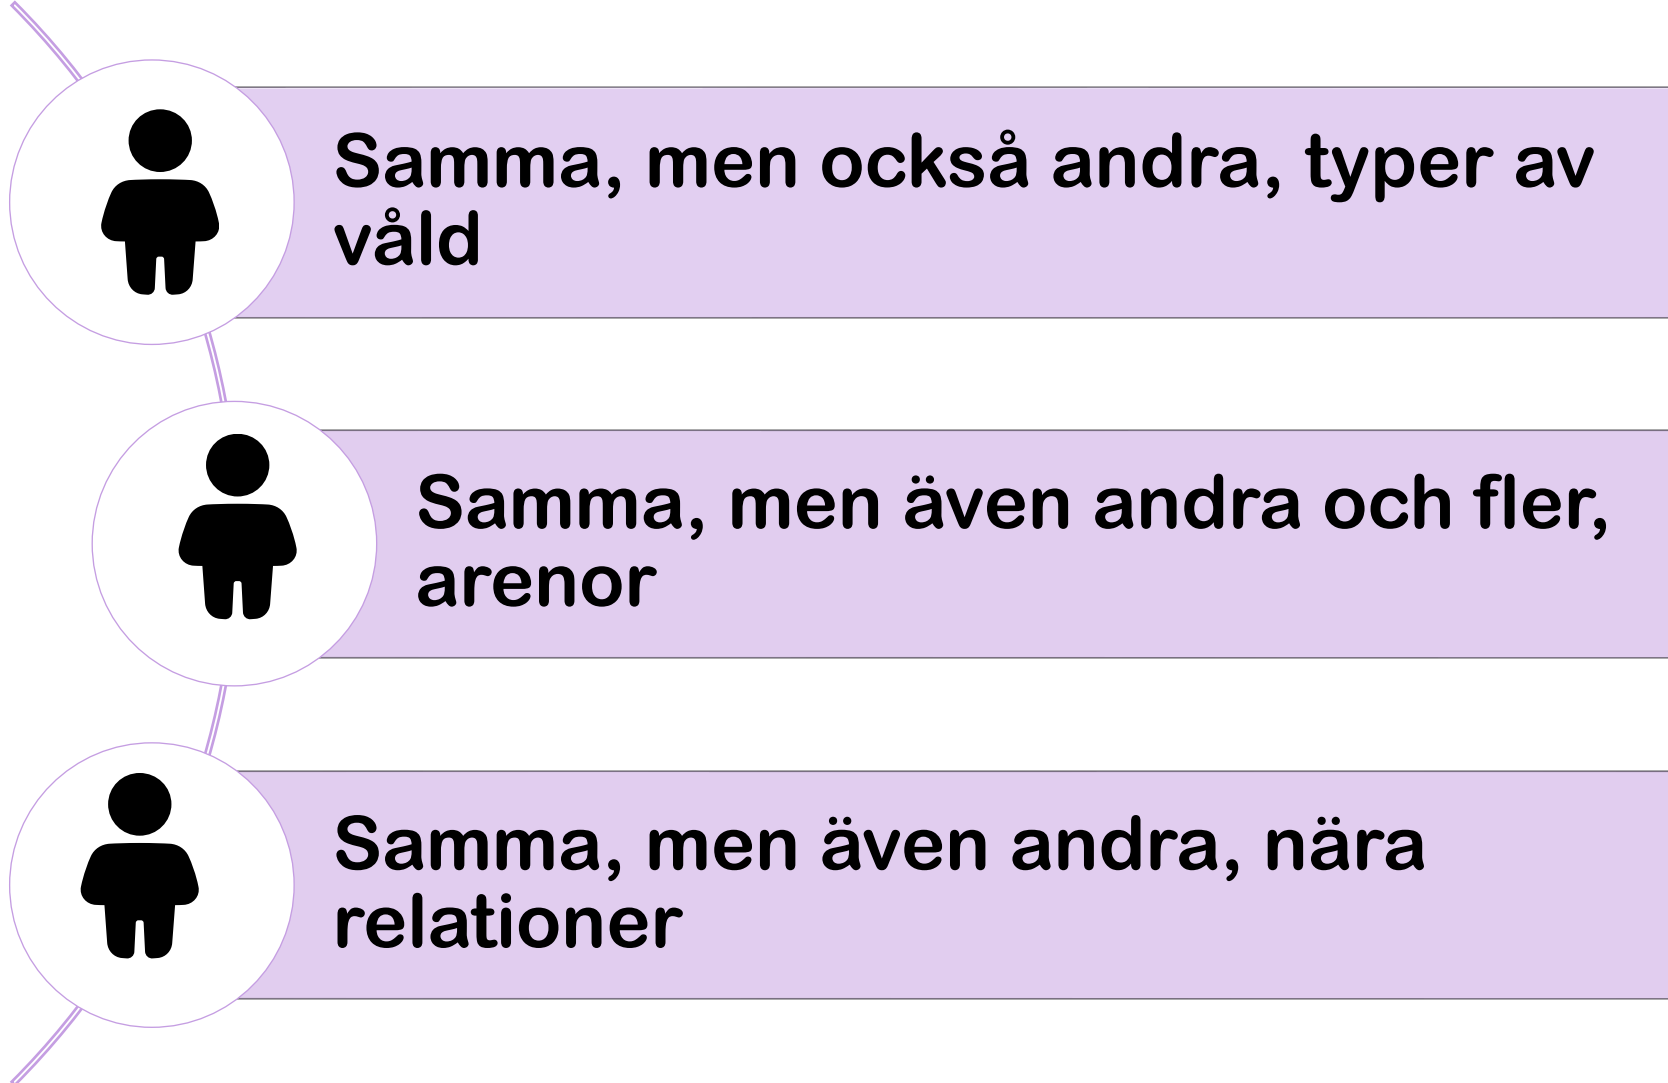 Samma, men också andra, typer av
våld
Samma, men även andra och fler,
arenor
Samma, men även andra, nära
relationer